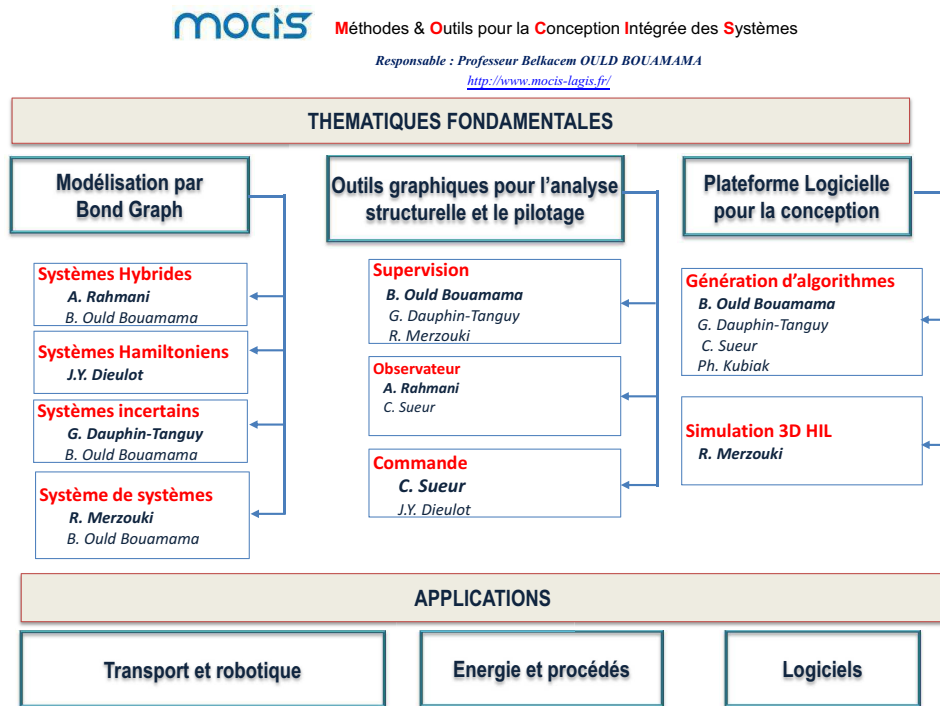 mocis Méthodes & Outils pour la Conception Intégrée des Systèmes
Responsable : Professeur Belkacem OULD BOUAMAMA
http://www.mocis-lagis.fr/
THEMATIQUES FONDAMENTALES
Modélisation par
Bond Graph
Systèmes Hybrides
A. Rahmani
B. Ould Bouamama
Systèmes Hamiltoniens
J.Y. Dieulot
Systèmes incertains
G. Dauphin-Tanguy
B. Ould Bouamama
Système de systèmes
R. Merzouki
B. Ould Bouamama
Outils graphiques pour l'analyse
structurelle et le pilotage
Supervision
B. Ould Bouamama
G. Dauphin-Tanguy
R. Merzouki
Observateur
A. Rahmani
C. Sueur
Commande
C. Sueur
J.Y. Dieulot
Plateforme Logicielle
pour la conception
Génération d'algorithmes
B. Ould Bouamama
G. Dauphin-Tanguy
C. Sueur
Ph. Kubiak
Simulation 3D HIL
R. Merzouki
APPLICATIONS
Transport et robotique
Energie et procédés
Logiciels